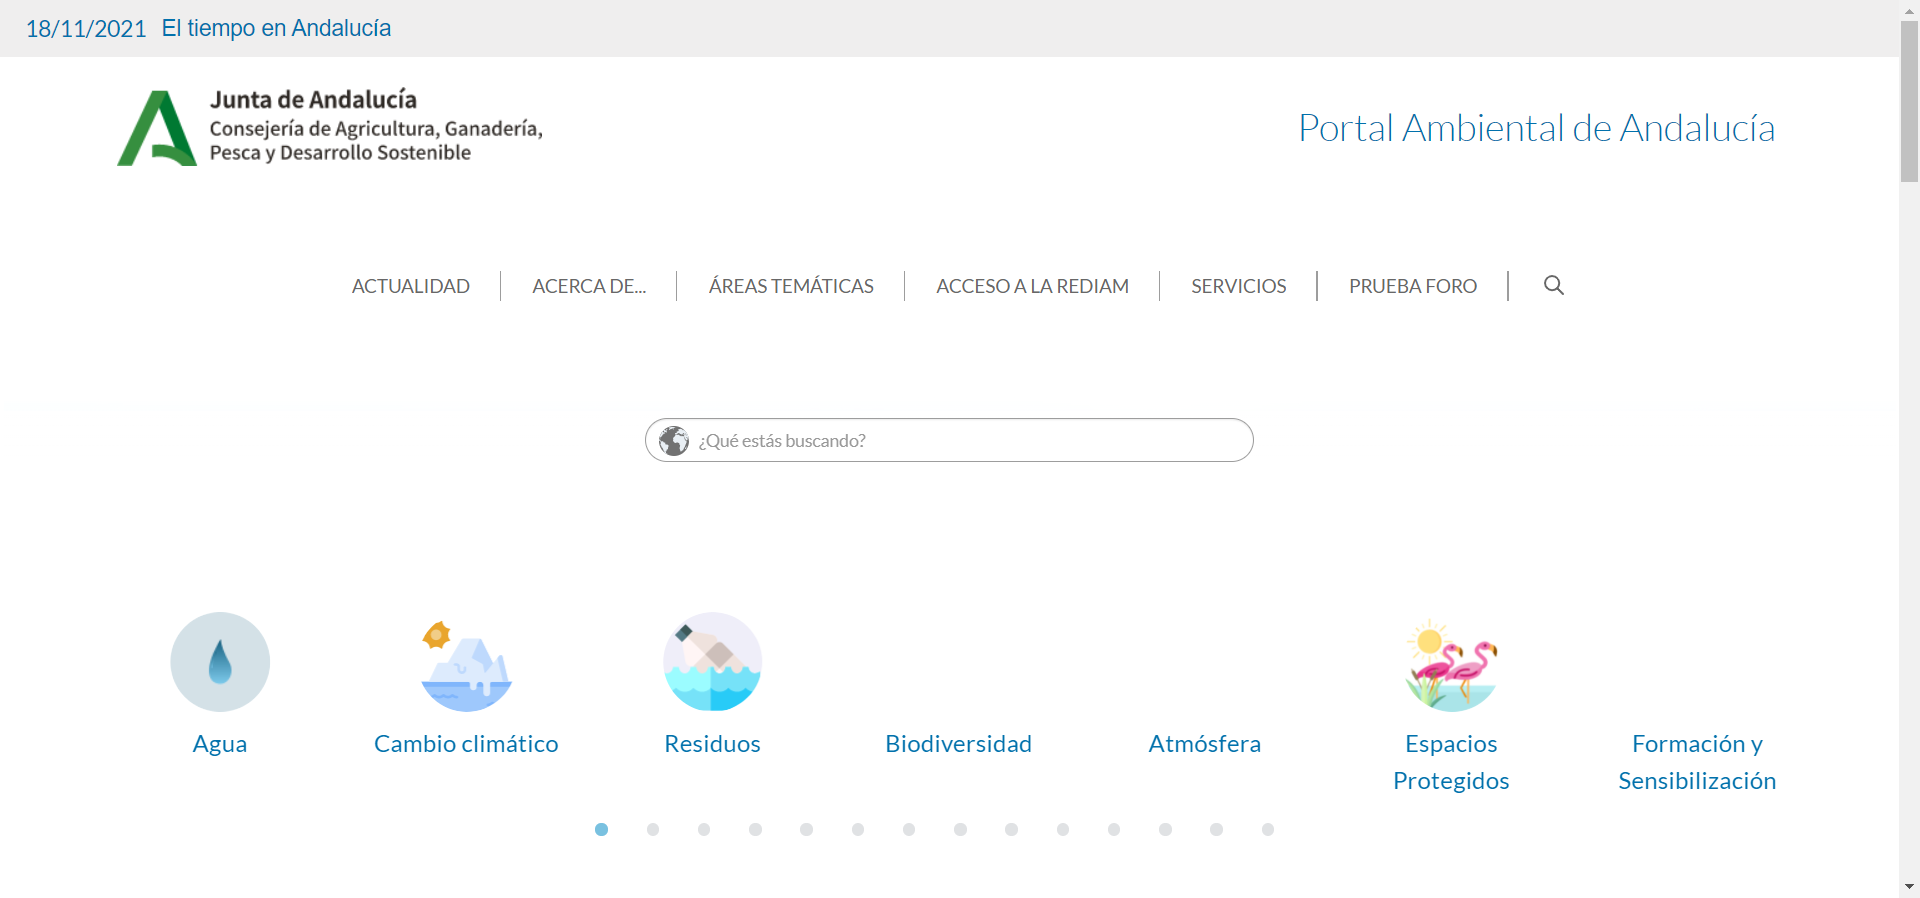 18/11/2021 El tiempo en Andalucía
Junta de Andalucía
Consejería de Agricultura, Ganadería,
Pesca y Desarrollo Sostenible
Portal Ambiental de Andalucía
ACTUALIDAD
ACERCA DE...
ÁREAS TEMÁTICAS
ACCESO A LA REDIAM
SERVICIOS
PRUEBA FORO
¿Qué estás buscando?
Agua
Cambio climático
Residuos
Biodiversidad
Atmósfera
Espacios
Protegidos
Formación y
Sensibilización